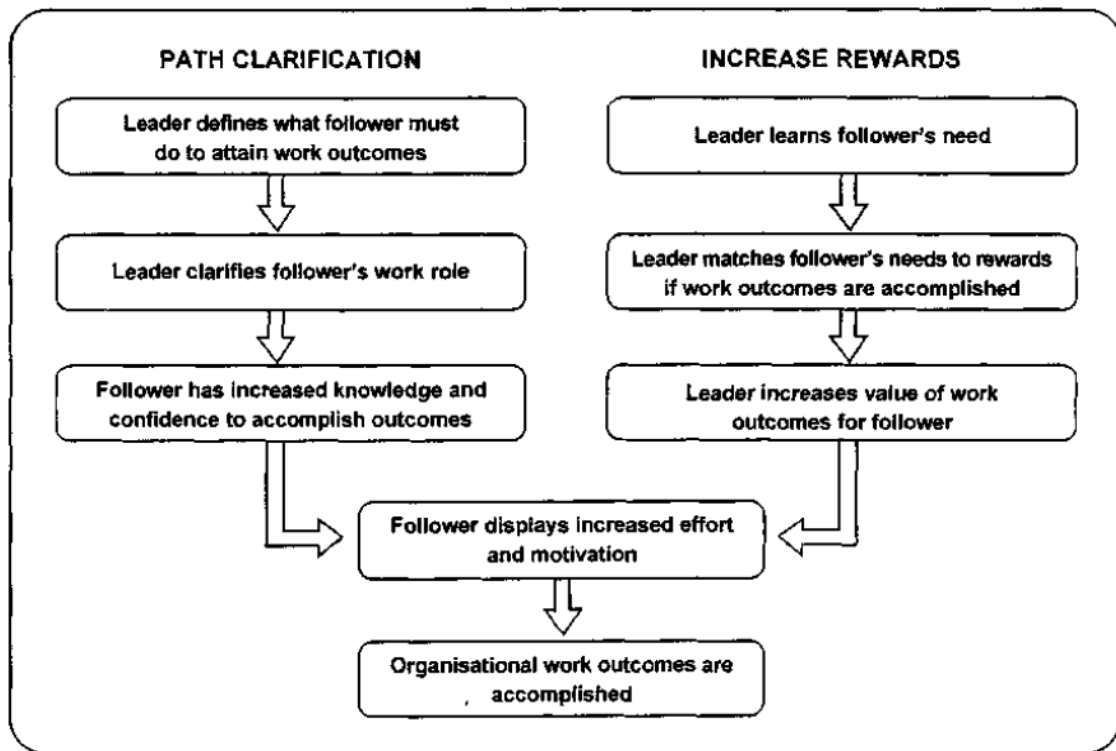 PATH CLARIFICATION
Leader defines what follower must
do to attain work outcomes
Leader clarifies follower's work role
Follower has increased knowledge and
confidence to accomplish outcomes
INCREASE REWARDS
Leader learns follower's need
Leader matches follower's needs to rewards
if work outcomes are accomplished
Leader increases value of work
outcomes for follower
Follower displays increased effort
and motivation
Organisational work outcomes are
accomplished